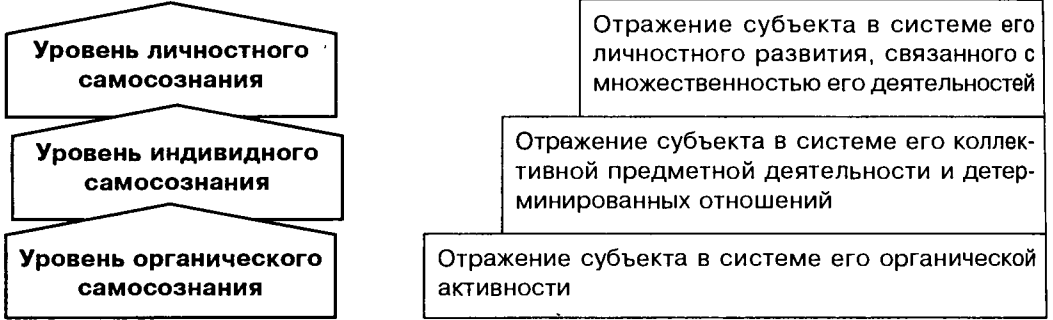 Уровень личностного
самосознания
Отражение субъекта в системе его
личностного развития, связанного с
множественностью его деятельностей
Уровень индивидного
самосознания
Отражение субъекта в системе его коллек-
тивной предметной деятельности и детер-
минированных отношений
Уровень органического
самосознания
Отражение субъекта в системе его органической
активности